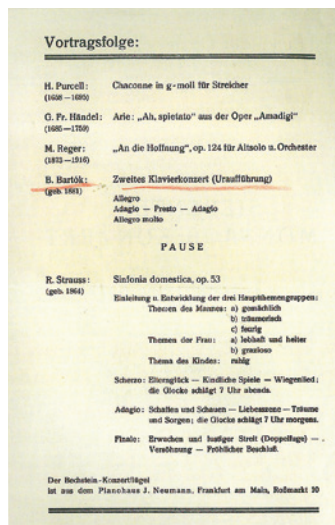 Vortragsfolge:
H. Purcell: Chaconne in g-moll für Streicher
(1658—1695)
G. Fr. Händel: Arie: „Ah, spietato" aus der Oper „Amadigi"
(1685—1759)
M. Reger: „An die Hoffnung", op. 124 für Altsolo u. Orchester
(1873—1916)
B. Bartók: Zweites Klavierkonzert (Uraufführung)
(geb. 1881)
Allegro
Adagio — Presto — Adagio
Allegro molto
PAUSE
R. Strauss: Sinfonia domestica, op. 53
(geb. 1864)
Einleitung u. Entwicklung der drei Hauptthemengruppen:
Themen des Mannes: a) gemächlich
b) träumerisch
c) feurig
Themen der Frau: a) lebhaft und heiter
b) grazioso
Thema des Kindes: ruhig
Scherzo: Elternglück — Kindliche Spiele — Wiegenlied;
die Glocke schlägt 7 Uhr abends.
Adagio: Schaffen und Schauen — Liebesszene — Träume
und Sorgen; die Glocke schlägt 7 Uhr morgens.
Finale: Erwachen und lustiger Streit (Doppelfuge) —
Versöhnung — Fröhlicher Beschluß.
Der Bechstein-Konzertflügel
ist aus dem Pianohaus J. Neumann, Frankfurt am Main, Roßmarkt 10